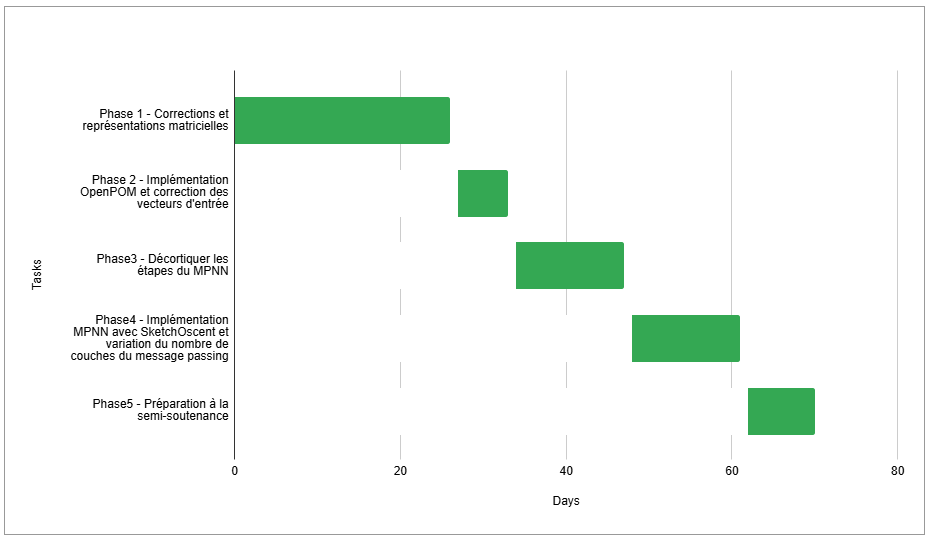 Phase 1 - Corrections et
représentations matricielles
Phase 2 - Implémentation
OpenPOM et correction des
vecteurs d'entrée
Phase3 - Décortiquer les
étapes du MPNN
Phase4 - Implémentation
MPNN avec SketchOscent et
variation du nombre de
couches du message passing
Phase5 - Préparation à la
semi-soutenance
Tasks
0
20
40
60
80
Days